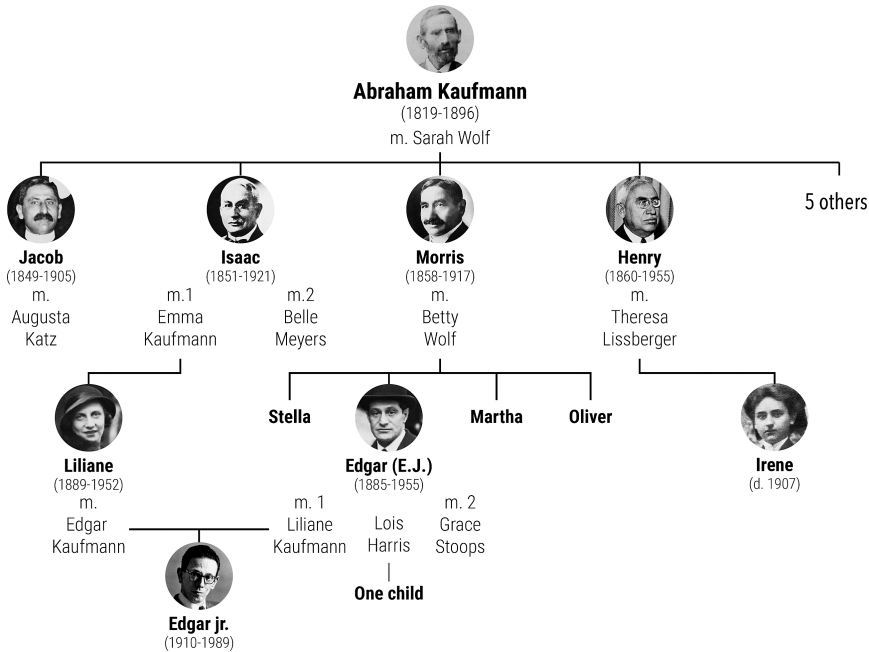 Abraham Kaufmann
(1819-1896)
m. Sarah Wolf
5 others
Jacob
(1849-1905)
m.
Augusta
Katz
Isaac
(1851-1921)
m.1
Emma
Kaufmann
m.2
Belle
Meyers
Morris
(1858-1917)
m.
Betty
Wolf
Henry
(1860-1955)
m.
Theresa
Lissberger
Liliane
(1889-1952)
m.
Edgar
Kaufmann
Stella
Edgar (E.J.)
(1885-1955)
m. 1
Liliane
Kaufmann
Lois
Harris
One child
m. 2
Grace
Stoops
Martha
Oliver
Irene
(d. 1907)
Edgar jr.
(1910-1989)